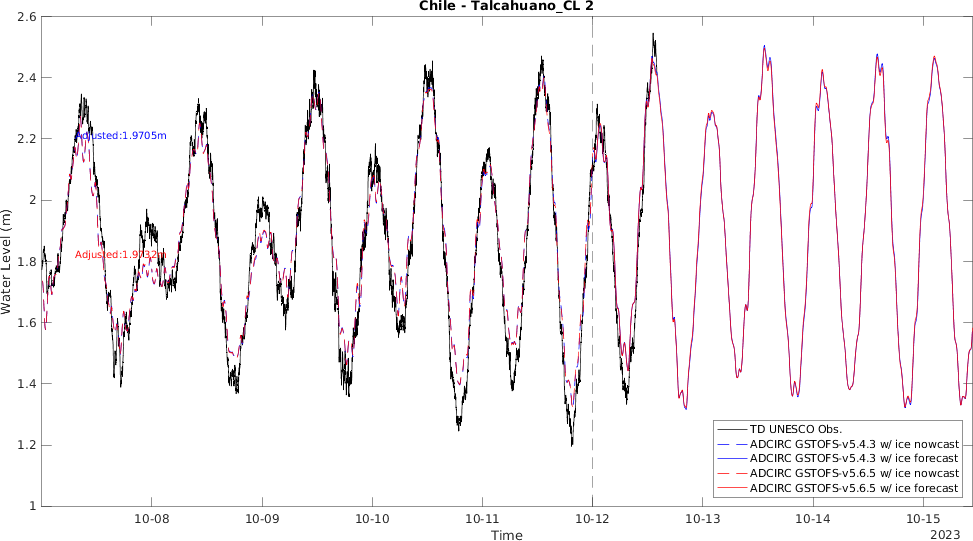 Chile - Talcahuano_CL 2
2.6
2.4
2.2
2
1.8
1.6
1.4
1.2
1
Water Level (m)
Adjusted:1.9705m
Adjusted:1.9732m
TD UNESCO Obs.
ADCIRC GSTOFS-v5.4.3 w/ ice nowcast
ADCIRC GSTOFS-v5.4.3 w/ ice forecast
ADCIRC GSTOFS-v5.6.5 w/ ice nowcast
ADCIRC GSTOFS-v5.6.5 w/ ice forecast
10-08 10-09 10-10 10-11 10-12 10-13 10-14 10-15
Time
2023